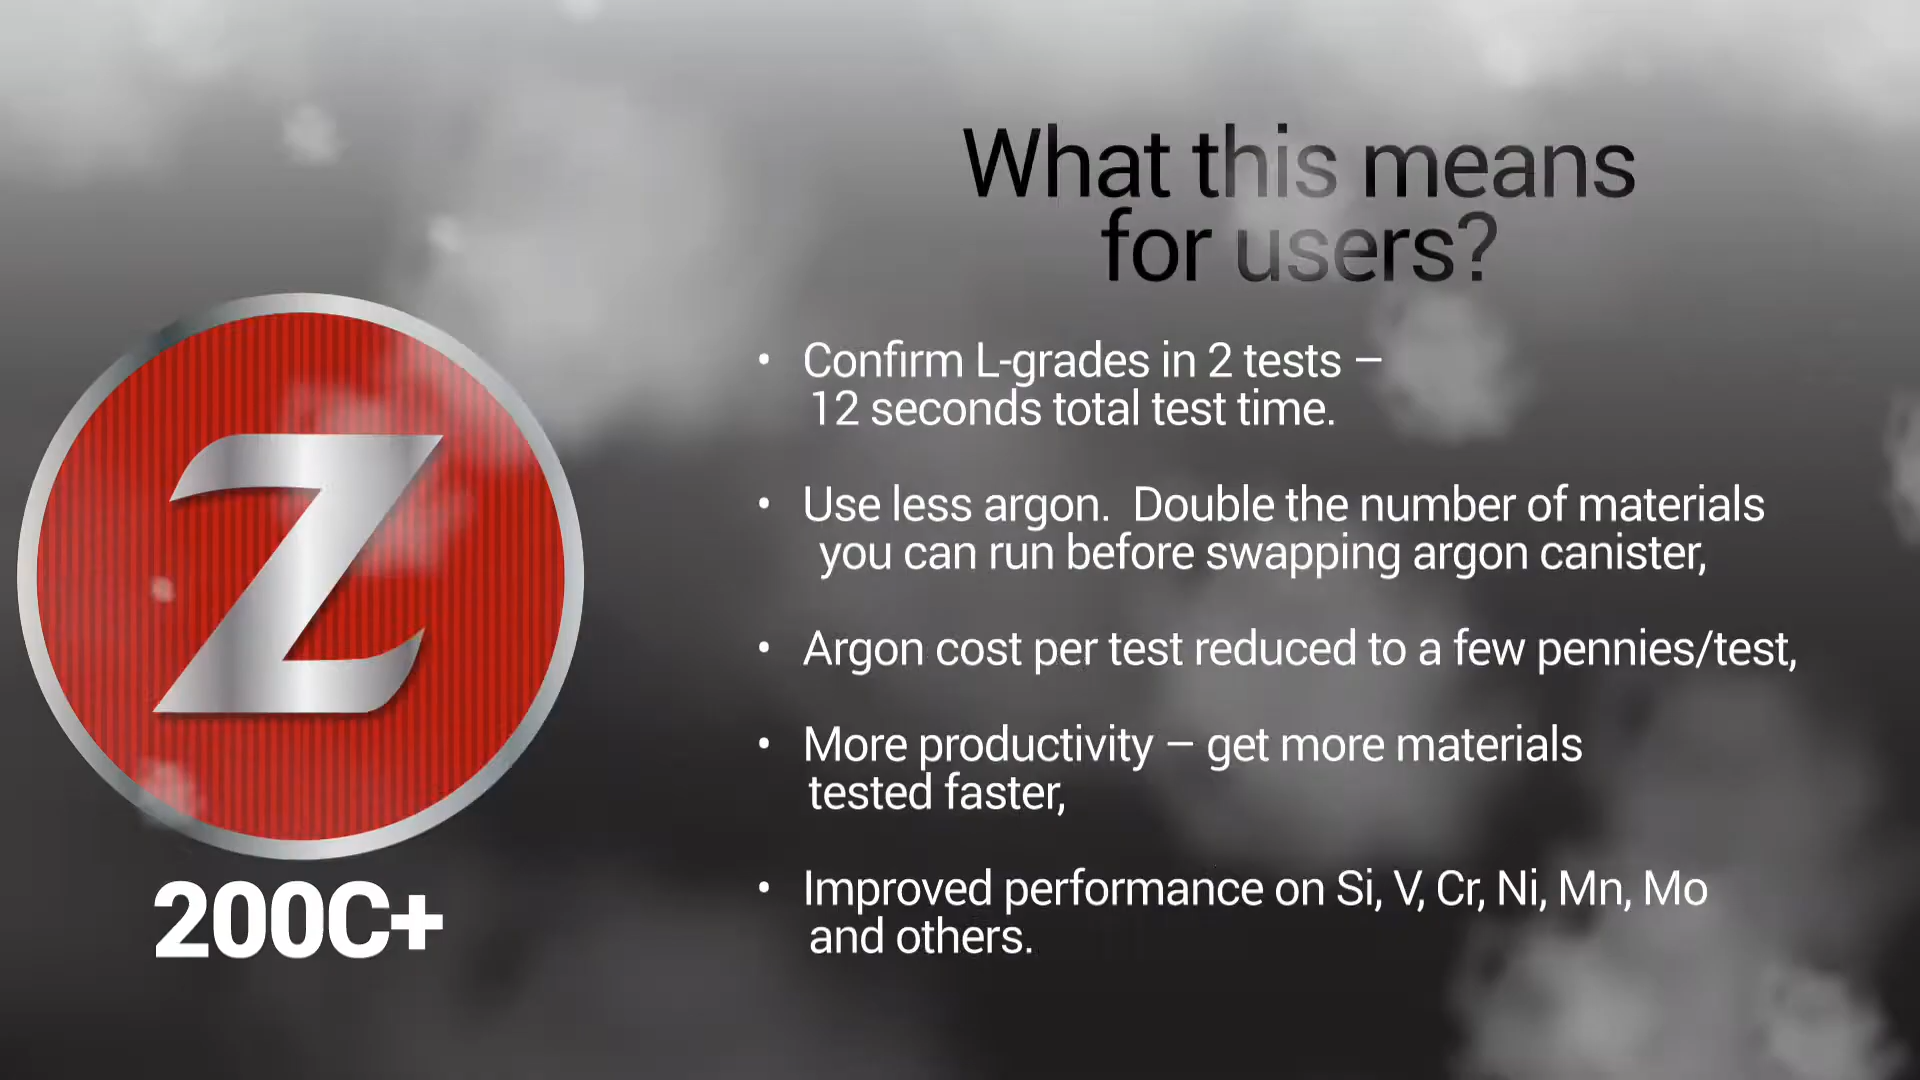 What this means
for users?
• Confirm L-grades in 2 tests –
12 seconds total test time.
• Use less argon.  Double the number of materials
you can run before swapping argon canister,
• Argon cost per test reduced to a few pennies/test,
• More productivity – get more materials
tested faster,
• Improved performance on Si, V, Cr, Ni, Mn, Mo
and others.
Z
200C+